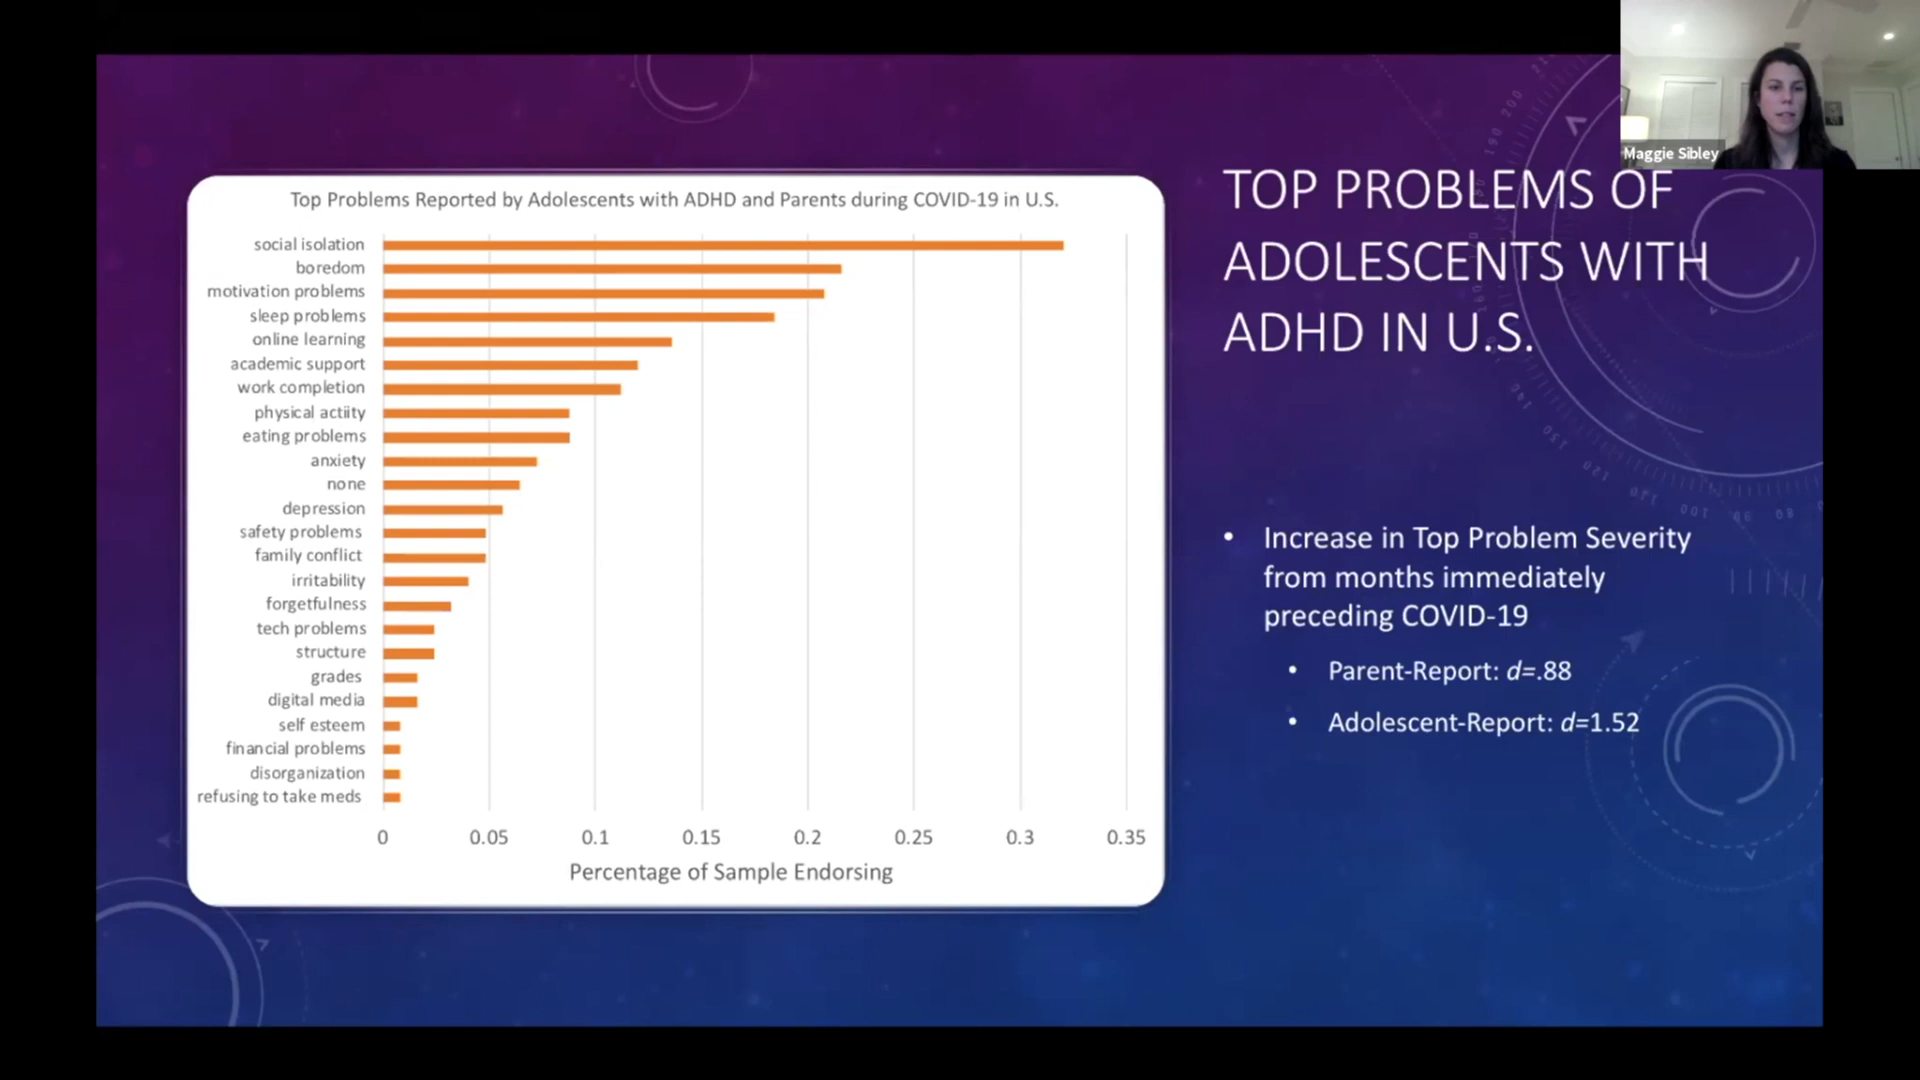 Maggie Sibley
TOP PROBLEMS OF
ADOLESCENTS WITH
ADHD IN U.S.
Top Problems Reported by Adolescents with ADHD and Parents during COVID-19 in U.S.
social isolation
boredom
motivation problems
sleep problems
online learning
academic support
work completion
physical actiity
eating problems
anxiety
none
depression
safety problems
family conflict
irritability
forgetfulness
tech problems
structure
grades
digital media
self esteem
financial problems
disorganization
refusing to take meds
0 0.05 0.1 0.15 0.2 0.25 0.3 0.35
Percentage of Sample Endorsing
• Increase in Top Problem Severity
from months immediately
preceding COVID-19
• Parent-Report: d=.88
• Adolescent-Report: d=1.52